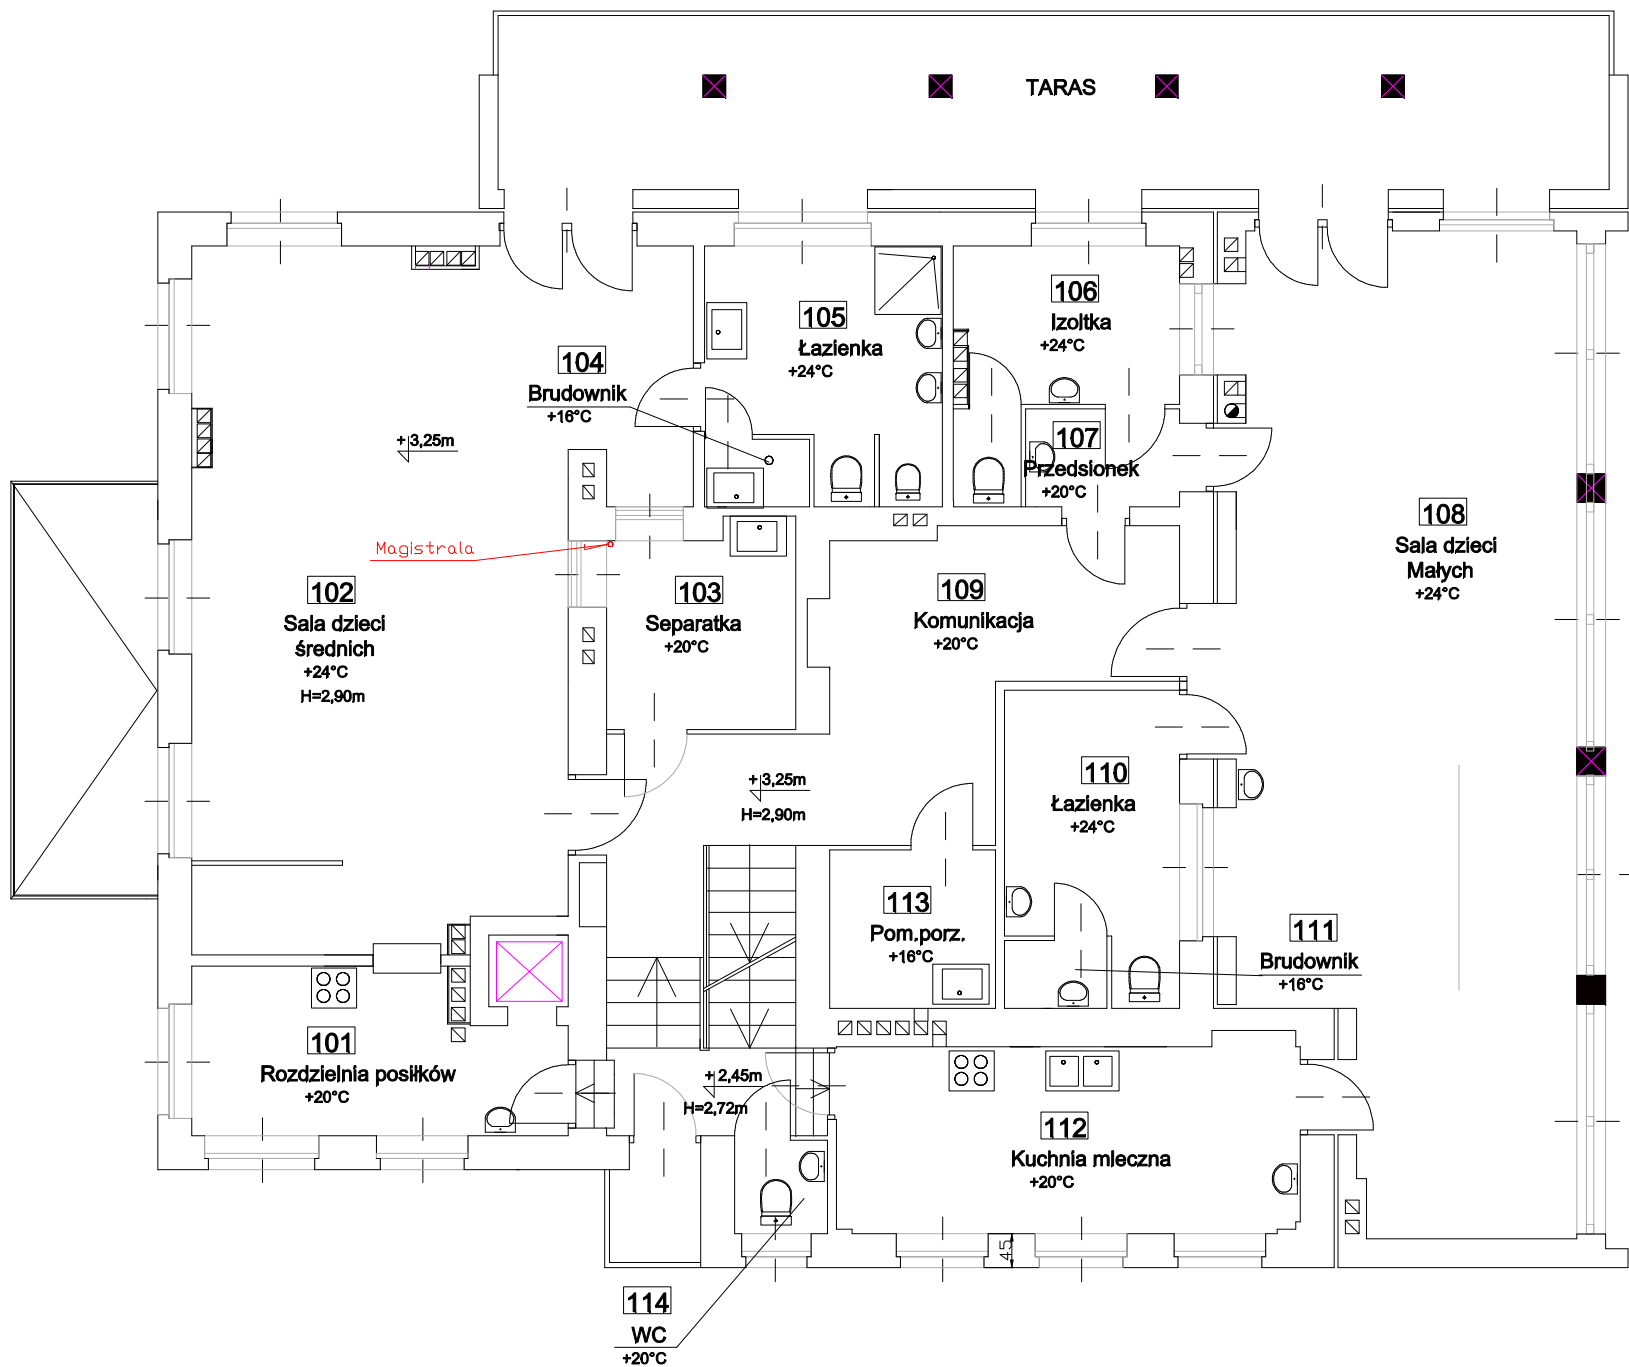 TARAS
106
Izoltka
+24°C
105
Łazienka
+24°C
104
Brudownik
+16°C
107
Przedsionek
+20°C
+3,25m
108
Sala dzieci
Małych
+24°C
Magistrala
102
Sala dzieci
średnich
+24°C
H=2,90m
103
Separatka
+20°C
109
Komunikacja
+20°C
110
Łazienka
+24°C
+3,25m
H=2,90m
113
Pom.porz.
+16°C
111
Brudownik
+16°C
101
Rozdzielnia posiłków
+20°C
+2,45m
H=2,72m
112
Kuchnia mleczna
+20°C
45
114
WC
+20°C